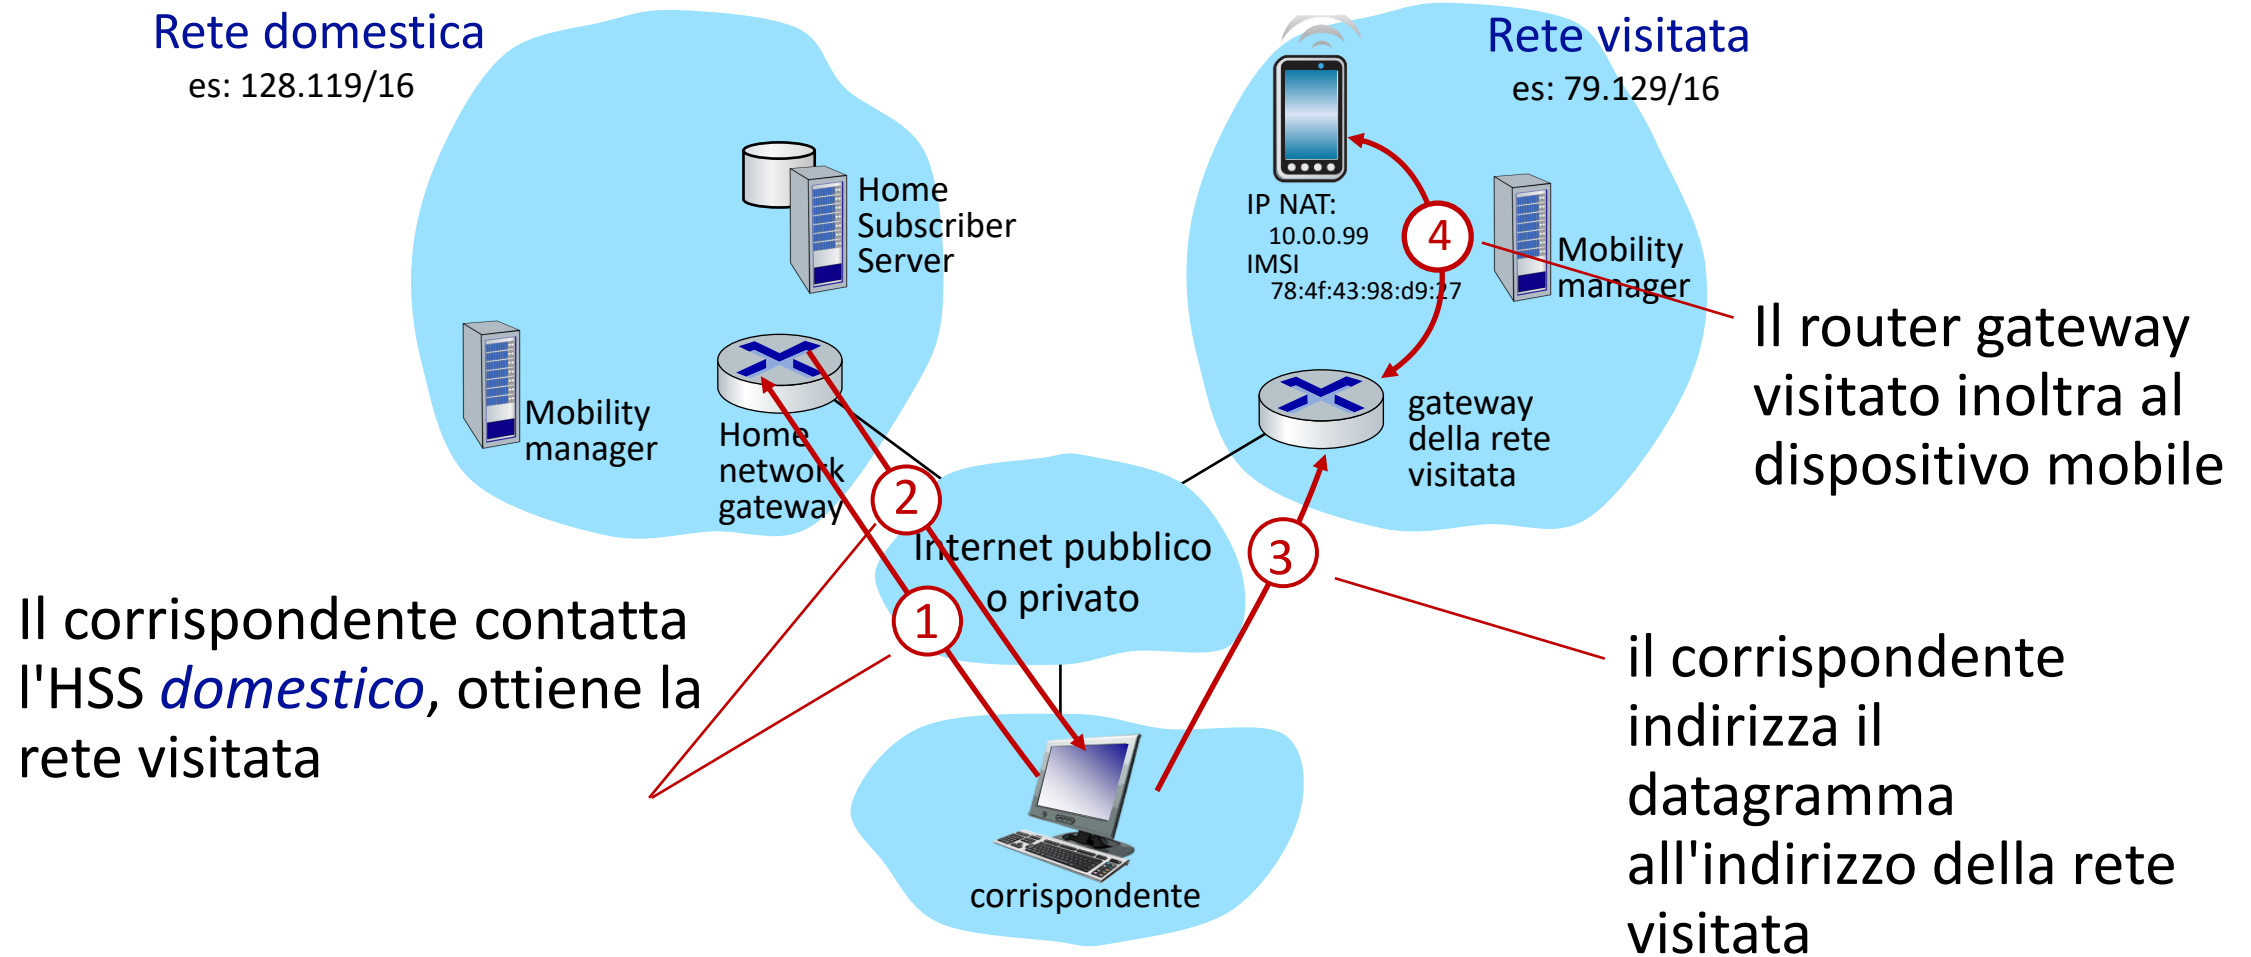 Rete domestica
es: 128.119/16
Rete visitata
es: 79.129/16
Home
Subscriber
Server
Mobility
manager
Home
network
gateway
IP NAT:
10.0.0.99
IMSI
78:4f:43:98:d9:27
Mobility
manager
gateway
della rete
visitata
Internet pubblico
o privato
corrispondente
1
2
3
4
Il corrispondente contatta
l'HSS domestico, ottiene la
rete visitata
Il router gateway
visitato inoltra al
dispositivo mobile
il corrispondente
indirizza il
datagramma
all'indirizzo della rete
visitata